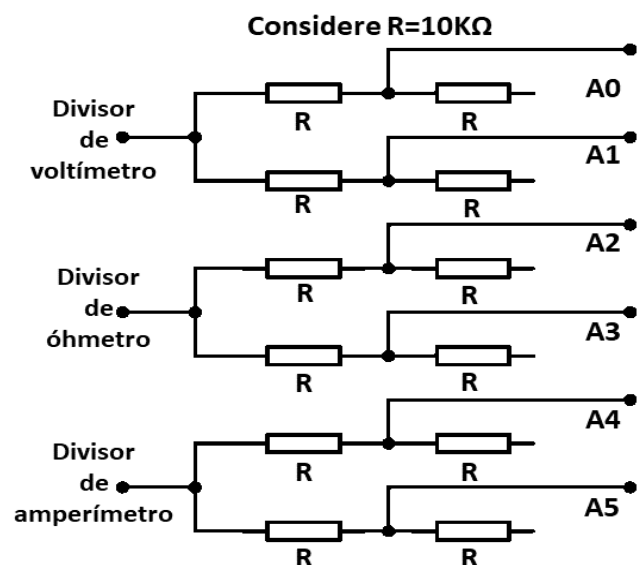 Considere R=10KΩ
Divisor
de
voltímetro
R
R
A0
R
R
A1
Divisor
de
óhmetro
R
R
A2
R
R
A3
Divisor
de
amperímetro
R
R
A4
R
R
A5